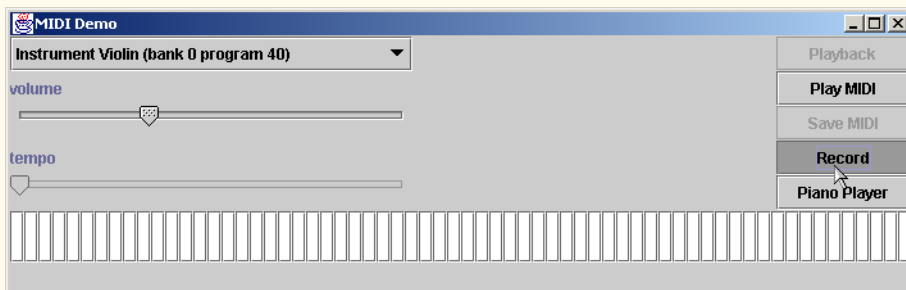 MIDI Demo
Instrument Violin (bank 0 program 40)
Playback
volume
Play MIDI
Save MIDI
tempo
Record
Piano Player